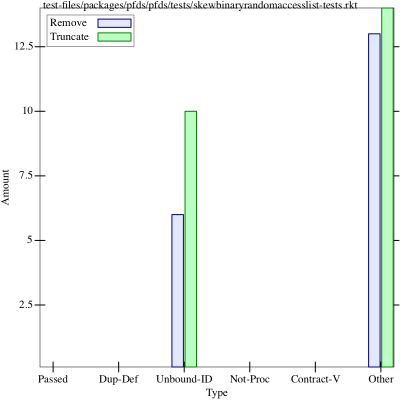 test-files/packages/pfds/pfds/tests/skewbinaryrandomaccesslist-tests.rkt
Remove
Truncate
12.5
10
7.5
5
2.5
Amount
Passed Dup-Def Unbound-ID Not-Proc Contract-V Other
Type